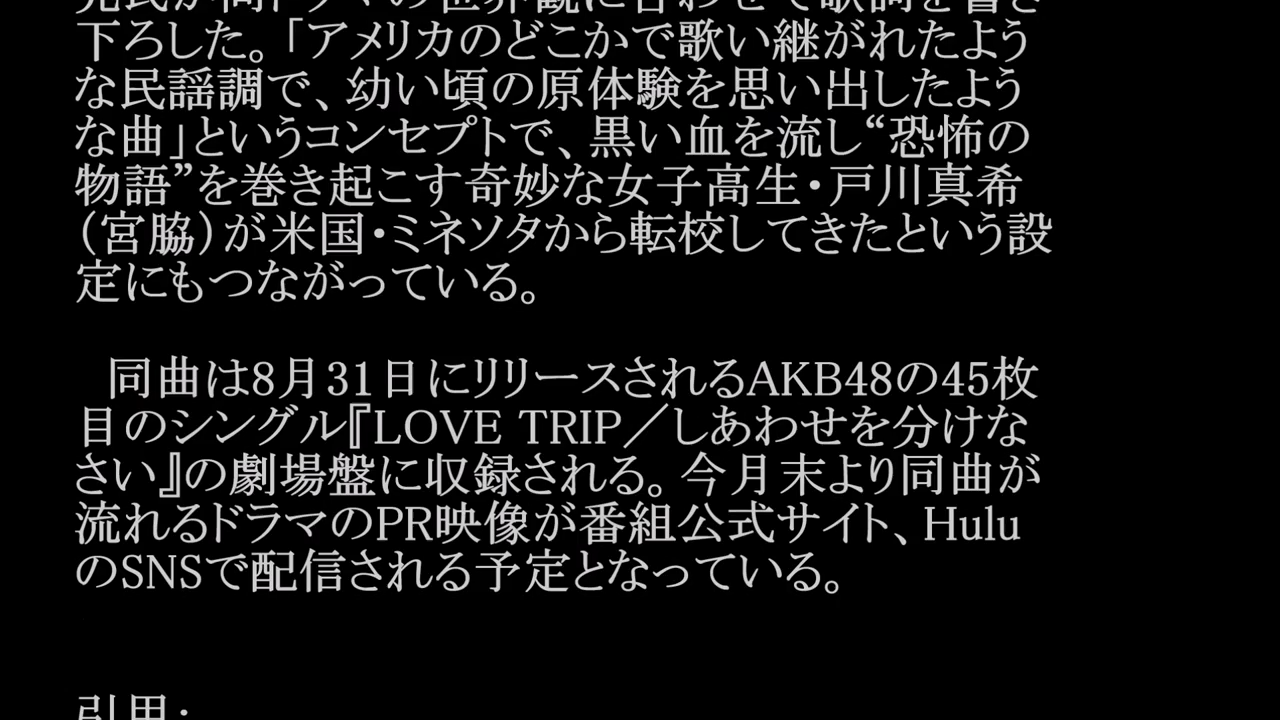 下ろした。「アメリカのどこかで歌い継がれたよう
な民謡調で、幼い頃の原体験を思い出したよう
な曲」というコンセプトで、黒い血を流し“恐怖の
物語”を巻き起こす奇妙な女子高生・戸川真希
（宮脇）が米国・ミネソタから転校してきたという設
定にもつながっている。
同曲は8月31日にリリースされるAKB48の45枚
目のシングル『LOVE TRIP／しあわせを分けな
さい』の劇場盤に収録される。今月末より同曲が
流れるドラマのPR映像が番組公式サイト、Hulu
のSNSで配信される予定となっている。
引用：